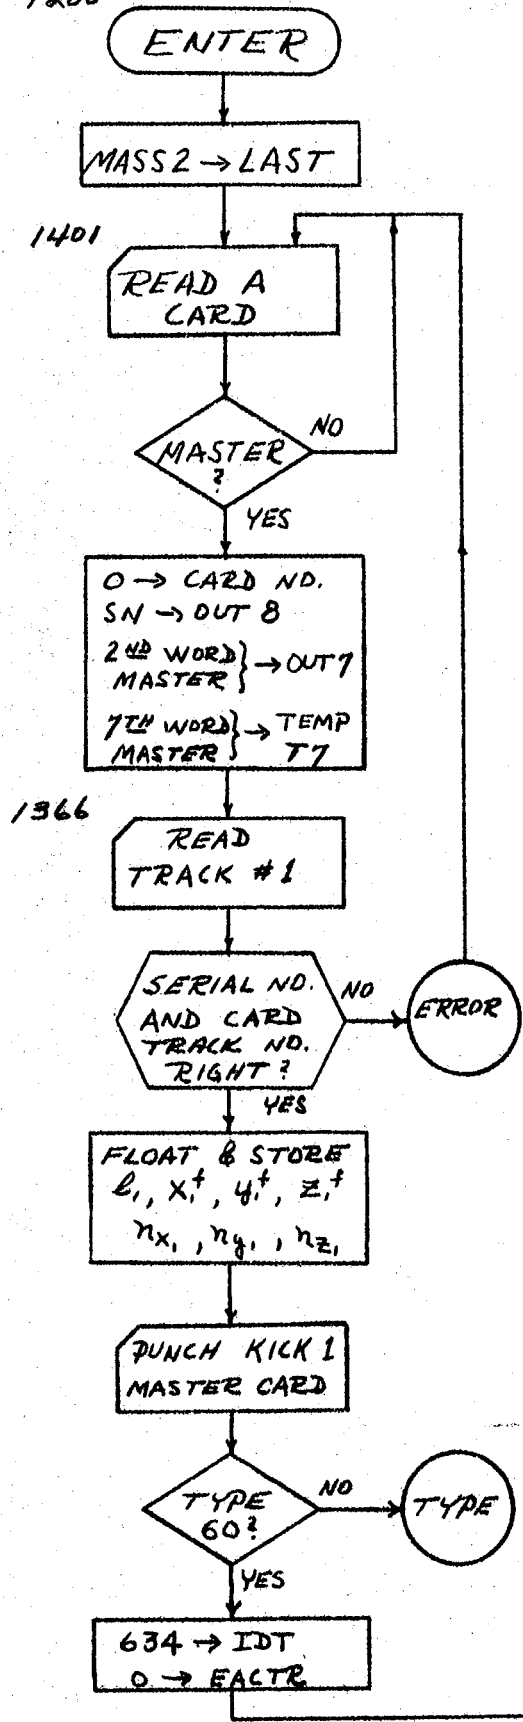 ENTER
MASS2 → LAST
1401
READ A
CARD
MASTER
?
NO
YES
0 → CARD NO.
SN → OUT 8
2ND WORD
MASTER } → OUT 7
7TH WORD
MASTER } → TEMP
T7
1366
READ
TRACK #1
SERIAL NO.
AND CARD
TRACK NO.
RIGHT?
NO
ERROR
YES
FLOAT & STORE
l₁, x₁ᶠ, y₁ᶠ, z₁ᶠ
nx₁, ny₁, nz₁
PUNCH KICK 1
MASTER CARD
TYPE
60?
NO
TYPE
YES
634 → IDT
0 → EACTR